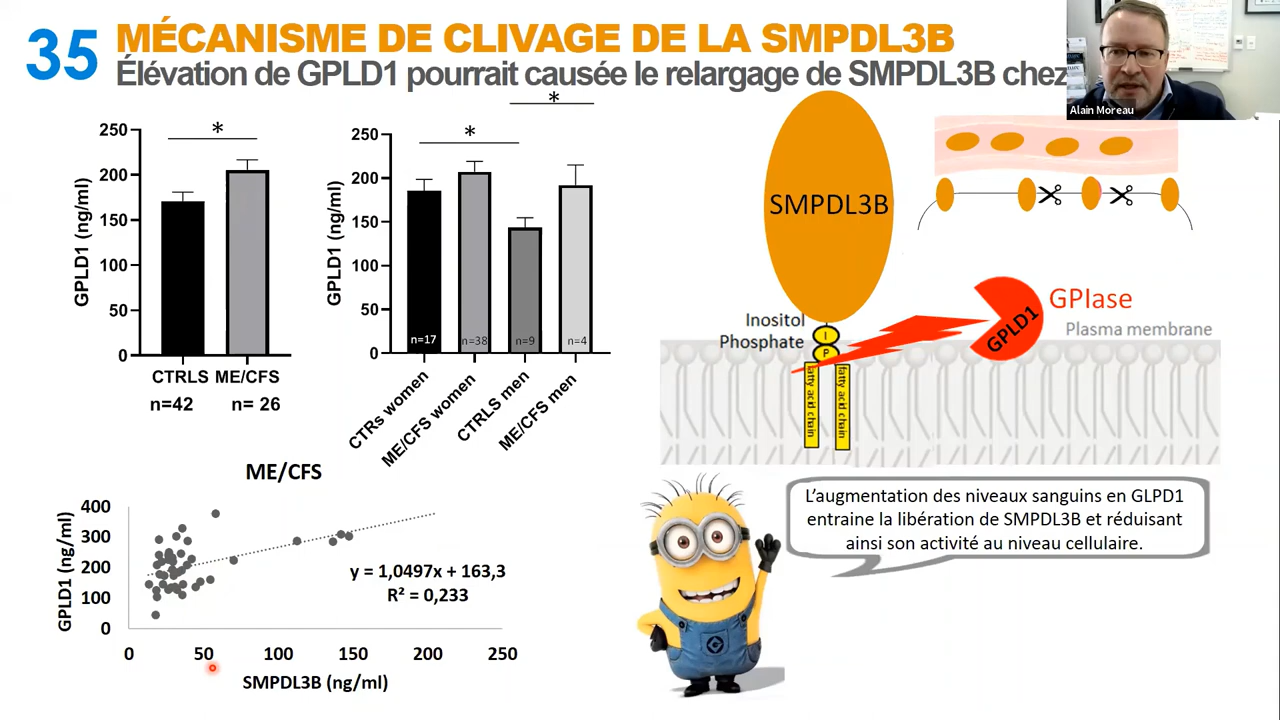 35
MÉCANISME DE CLIVAGE DE LA SMPDL3B
Élévation de GPLD1 pourrait causée le relargage de SMPDL3B chez
Alain Moreau
*
250
200
150
100
50
0
GPLD1 (ng/ml)
CTRLS ME/CFS
n=42 n= 26
*
*
250
200
150
100
50
0
GPLD1 (ng/ml)
n=17
n=38
n=9
n=4
CTRs women
ME/CFS women
CTRLS men
ME/CFS men
SMPDL3B
Inositol
Phosphate
I
P
fatty acid chain
fatty acid chain
GPLD1
GPIase
Plasma membrane
ME/CFS
400
300
200
100
0
GPLD1 (ng/ml)
y = 1,0497x + 163,3
R² = 0,233
0 50 100 150 200 250
SMPDL3B (ng/ml)
L’augmentation des niveaux sanguins en GLPD1
entraine la libération de SMPDL3B et réduisant
ainsi son activité au niveau cellulaire.